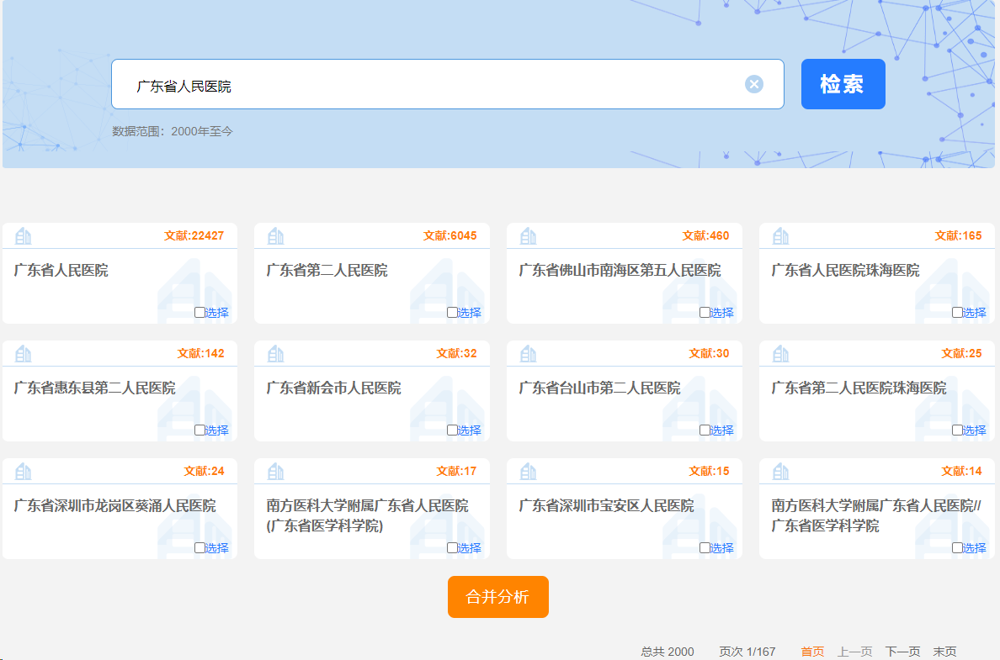 广东省人民医院
检索
数据范围：2000年至今
文献:22427
广东省人民医院
选择
文献:6045
广东省第二人民医院
选择
文献:460
广东省佛山市南海区第五人民医院
选择
文献:165
广东省人民医院珠海医院
选择
文献:142
广东省惠东县第二人民医院
选择
文献:32
广东省新会市人民医院
选择
文献:30
广东省台山市第二人民医院
选择
文献:25
广东省第二人民医院珠海医院
选择
文献:24
广东省深圳市龙岗区葵涌人民医院
选择
文献:17
南方医科大学附属广东省人民医院
(广东省医学科学院)
选择
文献:15
广东省深圳市宝安区人民医院
选择
文献:14
南方医科大学附属广东省人民医院//
广东省医学科学院
选择
合并分析
总共 2000 页次 1/167 首页 上一页 下一页 末页